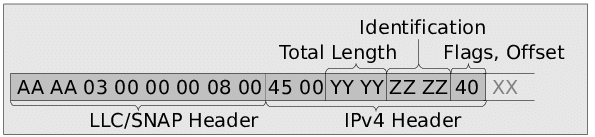 Identification
Total Length Flags, Offset
AA AA 03 00 00 00 08 00 45 00 YY YY ZZ ZZ 40 XX
LLC/SNAP Header IPv4 Header